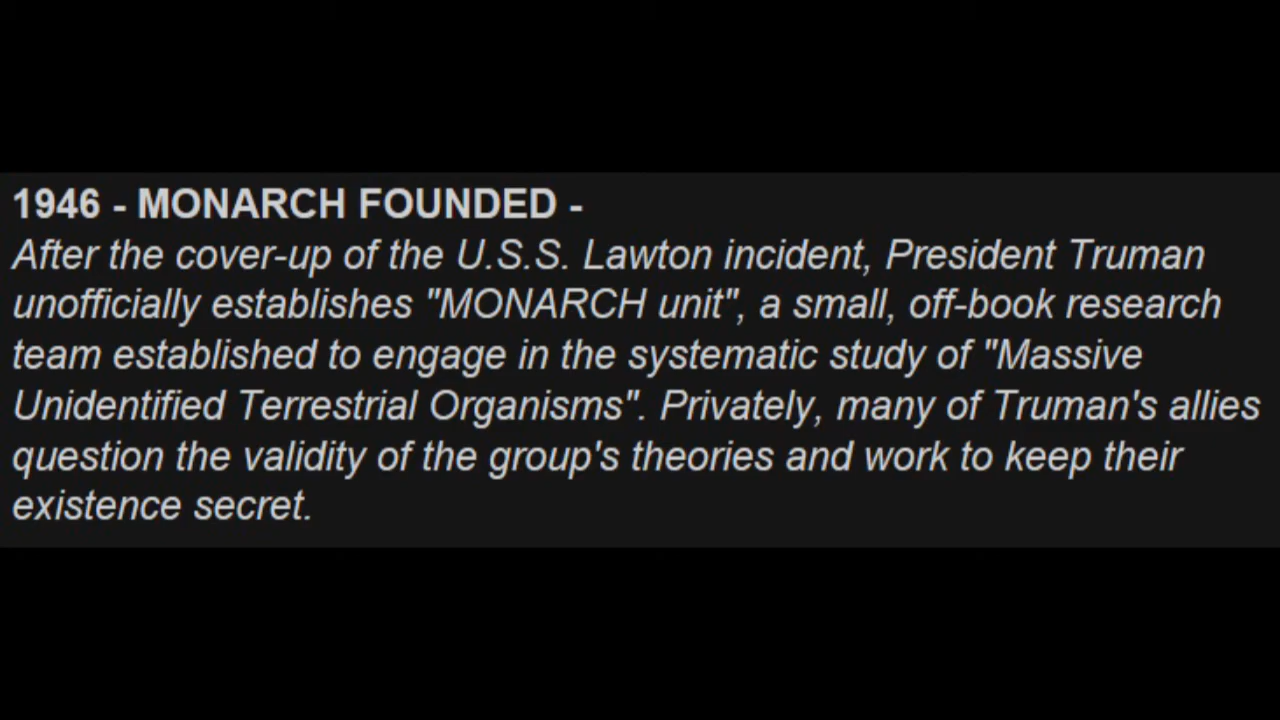 1946 - MONARCH FOUNDED -
After the cover-up of the U.S.S. Lawton incident, President Truman
unofficially establishes "MONARCH unit", a small, off-book research
team established to engage in the systematic study of "Massive
Unidentified Terrestrial Organisms". Privately, many of Truman's allies
question the validity of the group's theories and work to keep their
existence secret.